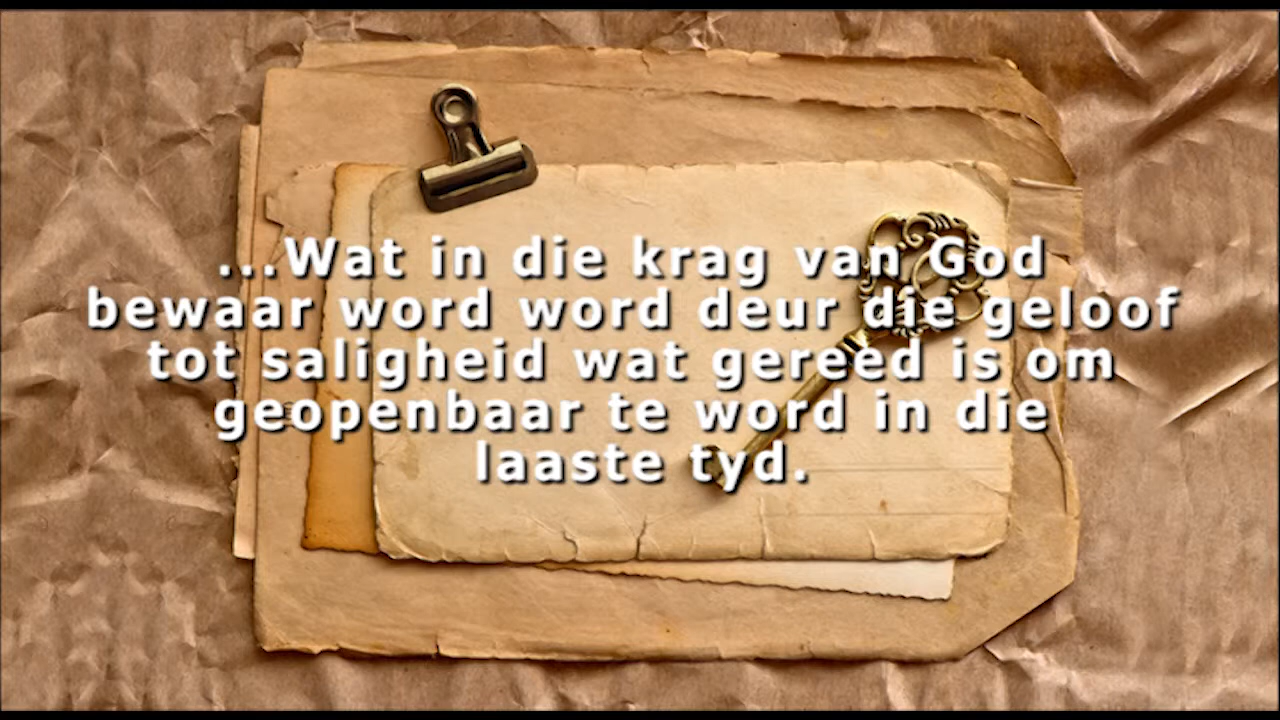 ...Wat in die krag van God
bewaar word word deur die geloof
tot saligheid wat gereed is om
geopenbaar te word in die
laaste tyd.